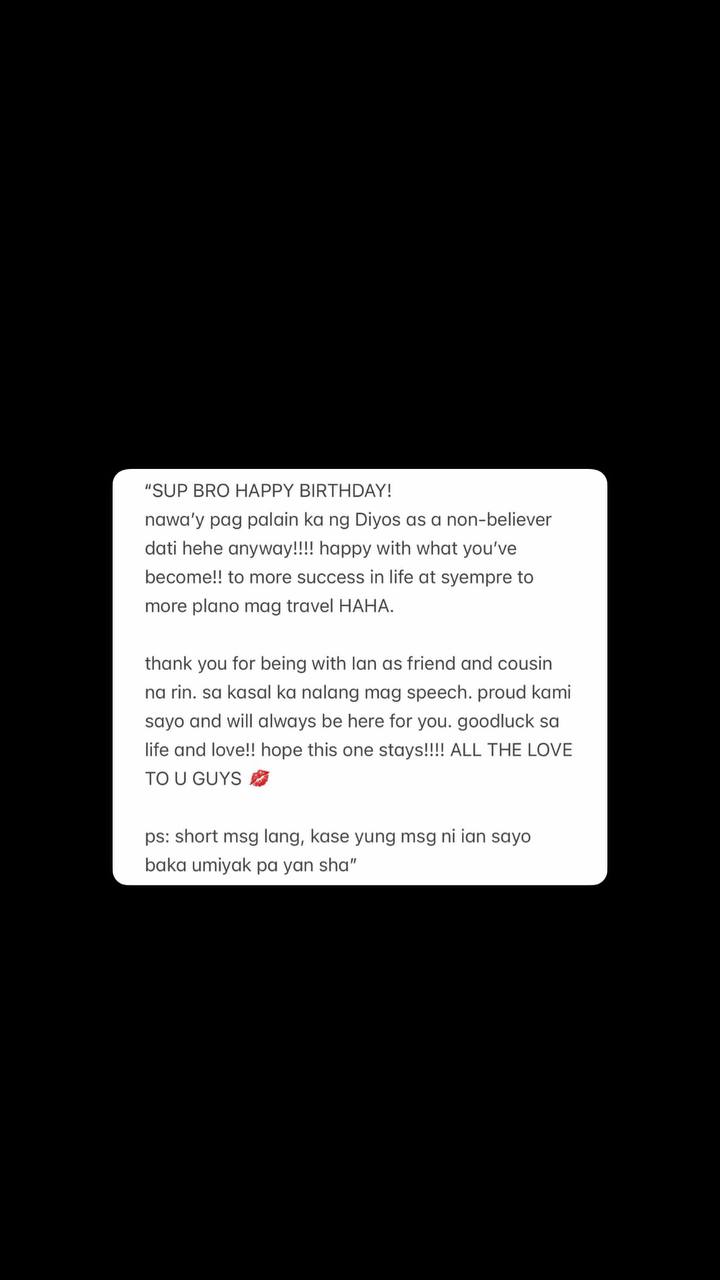 “SUP BRO HAPPY BIRTHDAY!
nawa’y pag palain ka ng Diyos as a non-believer
dati hehe anyway!!!! happy with what you’ve
become!! to more success in life at syempre to
more plano mag travel HAHA.
thank you for being with Ian as friend and cousin
na rin. sa kasal ka nalang mag speech. proud kami
sayo and will always be here for you. goodluck sa
life and love!! hope this one stays!!!! ALL THE LOVE
TO U GUYS 💋
ps: short msg lang, kase yung msg ni ian sayo
baka umiyak pa yan sha”